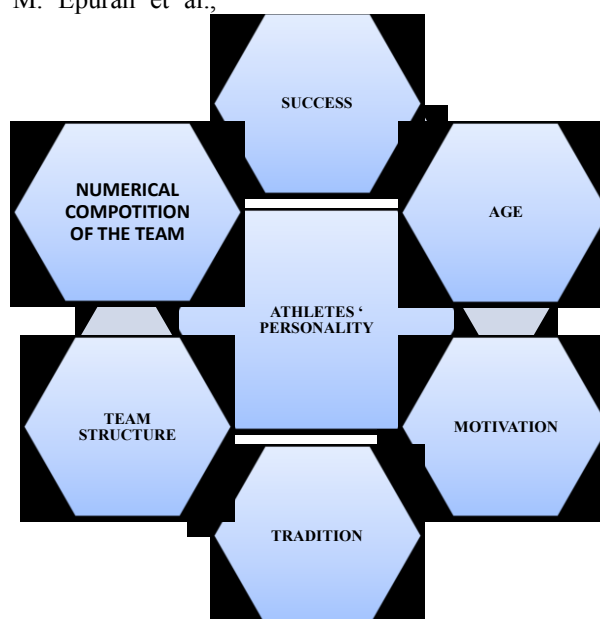 M. Epuran et al.,
SUCCESS
NUMERICAL
COMPOTITION
OF THE TEAM
AGE
ATHLETES ‘
PERSONALITY
TEAM
STRUCTURE
MOTIVATION
TRADITION